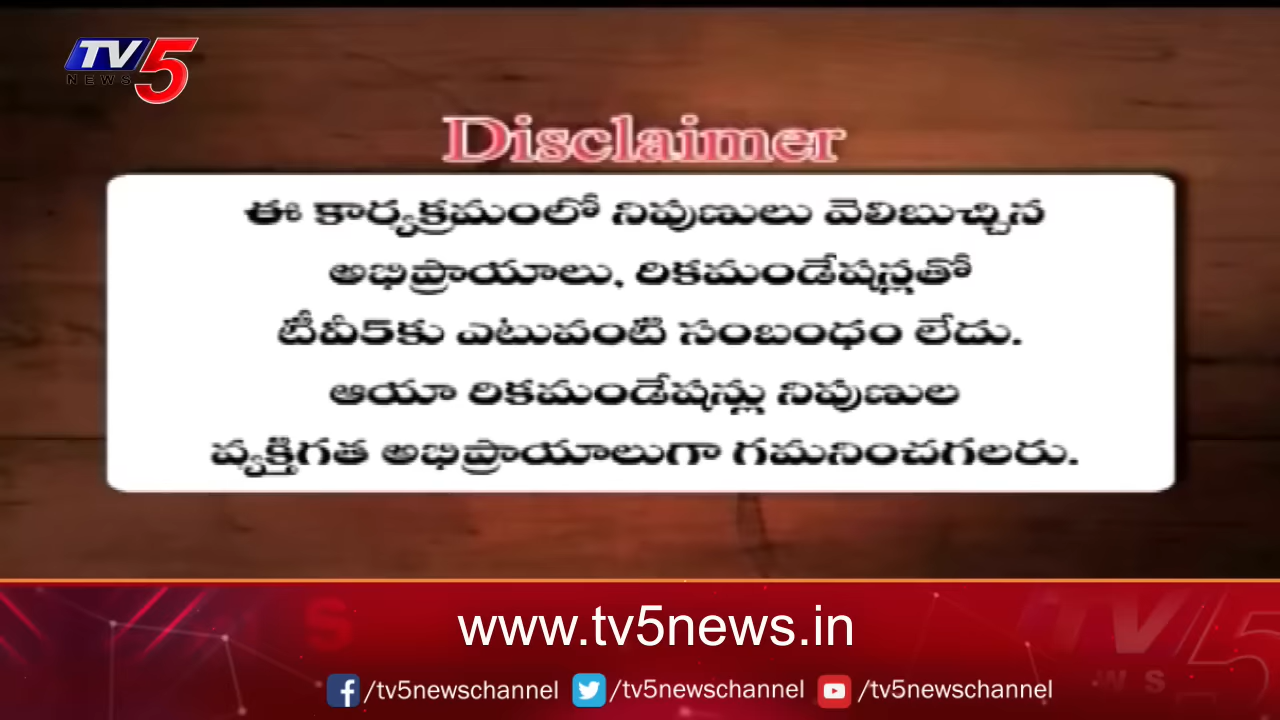 TV5
NEWS
Disclaimer
ఈ కార్యక్రమంలో నిపుణులు వెలిబుచ్చిన
అభిప్రాయాలు, రికమండేషన్లతో
టీవీ5కు ఎటువంటి సంబంధం లేదు.
ఆయా రికమండేషన్లు నిపుణుల
వ్యక్తిగత అభిప్రాయాలుగా గమనించగలరు.
www.tv5news.in
/tv5newschannel /tv5newschannel /tv5newschannel